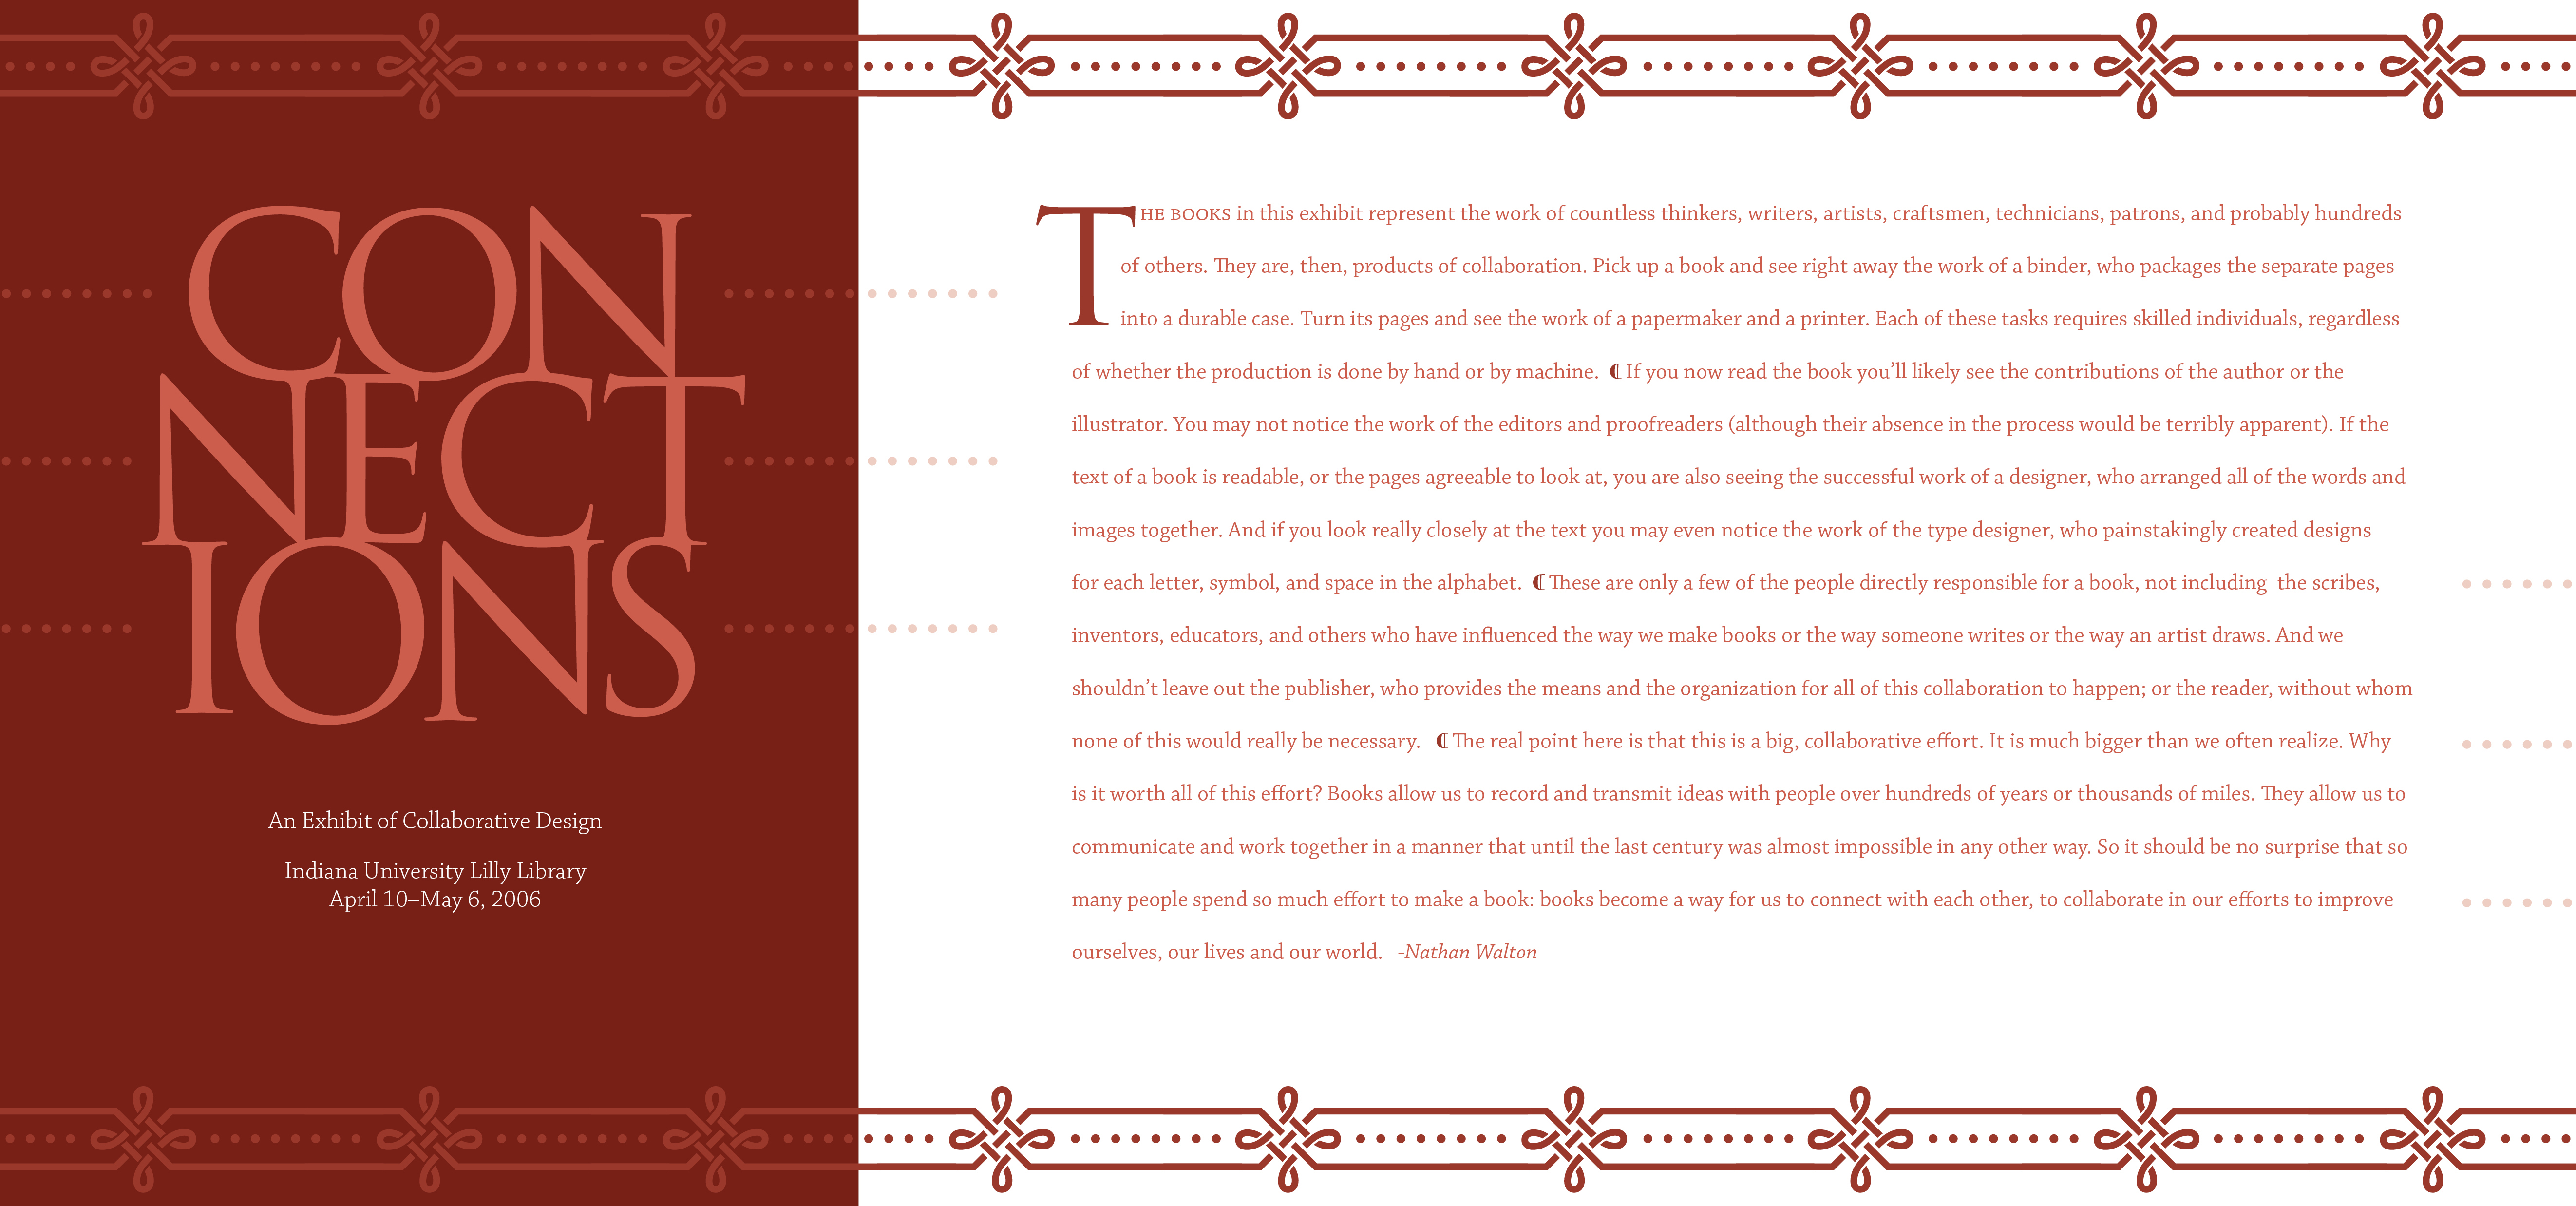 CON
NECT
IONS
An Exhibit of Collaborative Design
Indiana University Lilly Library
April 10–May 6, 2006
THE BOOKS in this exhibit represent the work of countless thinkers, writers, artists, craftsmen, technicians, patrons, and probably hundreds
of others. They are, then, products of collaboration. Pick up a book and see right away the work of a binder, who packages the separate pages
into a durable case. Turn its pages and see the work of a papermaker and a printer. Each of these tasks requires skilled individuals, regardless
of whether the production is done by hand or by machine. ¶ If you now read the book you’ll likely see the contributions of the author or the
illustrator. You may not notice the work of the editors and proofreaders (although their absence in the process would be terribly apparent). If the
text of a book is readable, or the pages agreeable to look at, you are also seeing the successful work of a designer, who arranged all of the words and
images together. And if you look really closely at the text you may even notice the work of the type designer, who painstakingly created designs
for each letter, symbol, and space in the alphabet. ¶ These are only a few of the people directly responsible for a book, not including the scribes,
inventors, educators, and others who have influenced the way we make books or the way someone writes or the way an artist draws. And we
shouldn’t leave out the publisher, who provides the means and the organization for all of this collaboration to happen; or the reader, without whom
none of this would really be necessary. ¶ The real point here is that this is a big, collaborative effort. It is much bigger than we often realize. Why
is it worth all of this effort? Books allow us to record and transmit ideas with people over hundreds of years or thousands of miles. They allow us to
communicate and work together in a manner that until the last century was almost impossible in any other way. So it should be no surprise that so
many people spend so much effort to make a book: books become a way for us to connect with each other, to collaborate in our efforts to improve
ourselves, our lives and our world. -Nathan Walton